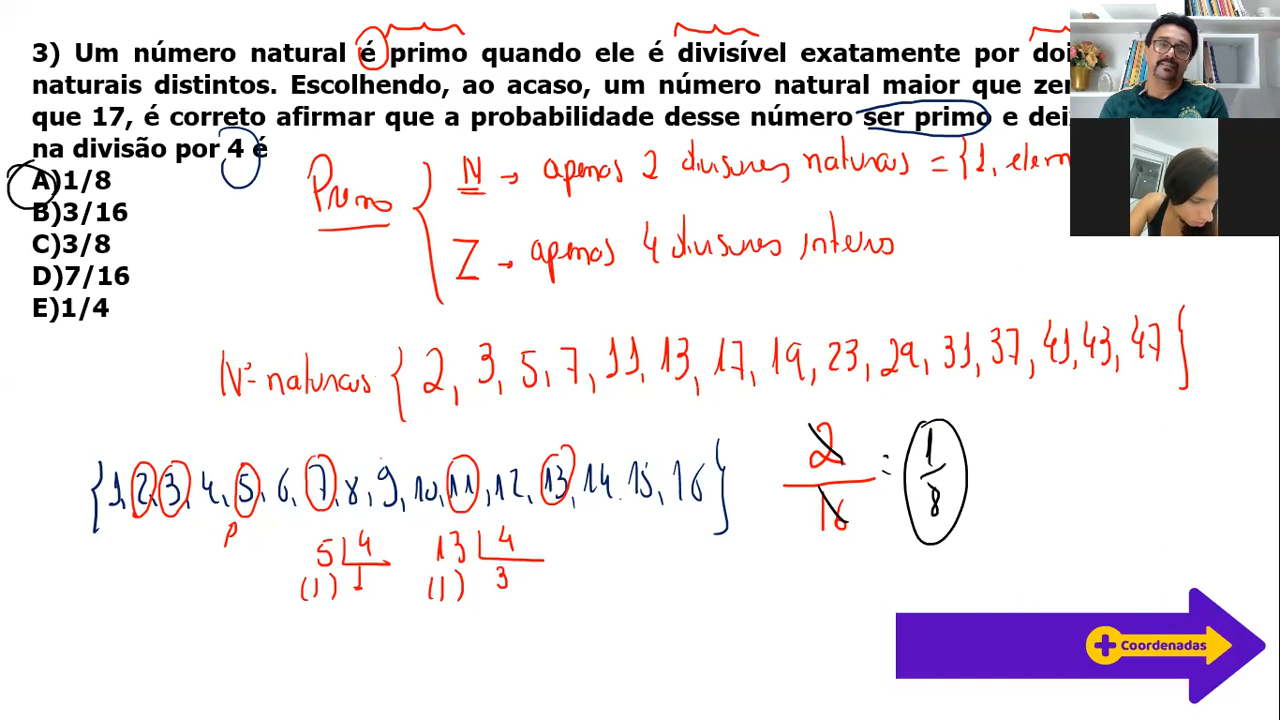 3) Um número natural é primo quando ele é divisível exatamente por doi
naturais distintos. Escolhendo, ao acaso, um número natural maior que zer
que 17, é correto afirmar que a probabilidade desse número ser primo e dei
na divisão por 4 é
A)1/8
B)3/16
C)3/8
D)7/16
E)1/4
Primo
N → apenas 2 divisores naturais = {1, elem
Z → apenas 4 divisores inteiro
Nº naturais { 2, 3, 5, 7, 11, 13, 17, 19, 23, 29, 31, 37, 41, 43, 47 }
{1, 2, 3, 4, 5, 6, 7, 8, 9, 10, 11, 12, 13, 14. 15, 16 }
2/16 = 1/8
P
5 4
(1) 1
13 4
(1) 3
+ Coordenadas